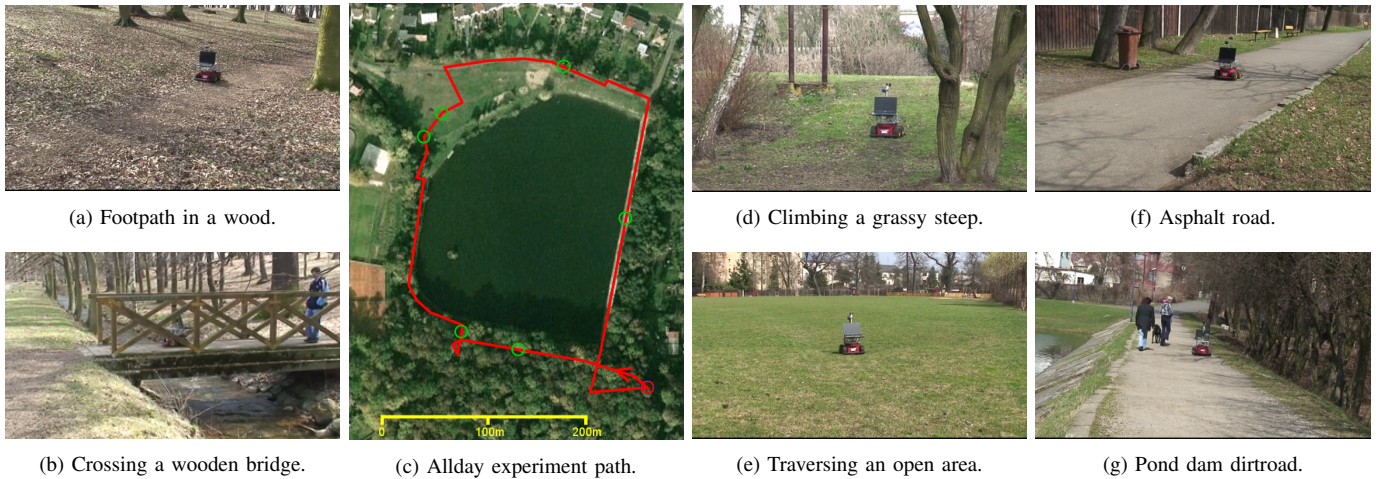 (a) Footpath in a wood.
(b) Crossing a wooden bridge.
100m
200m
(c) Allday experiment path.
(d) Climbing a grassy steep.
(e) Traversing an open area.
(f) Asphalt road.
(g) Pond dam dirtroad.